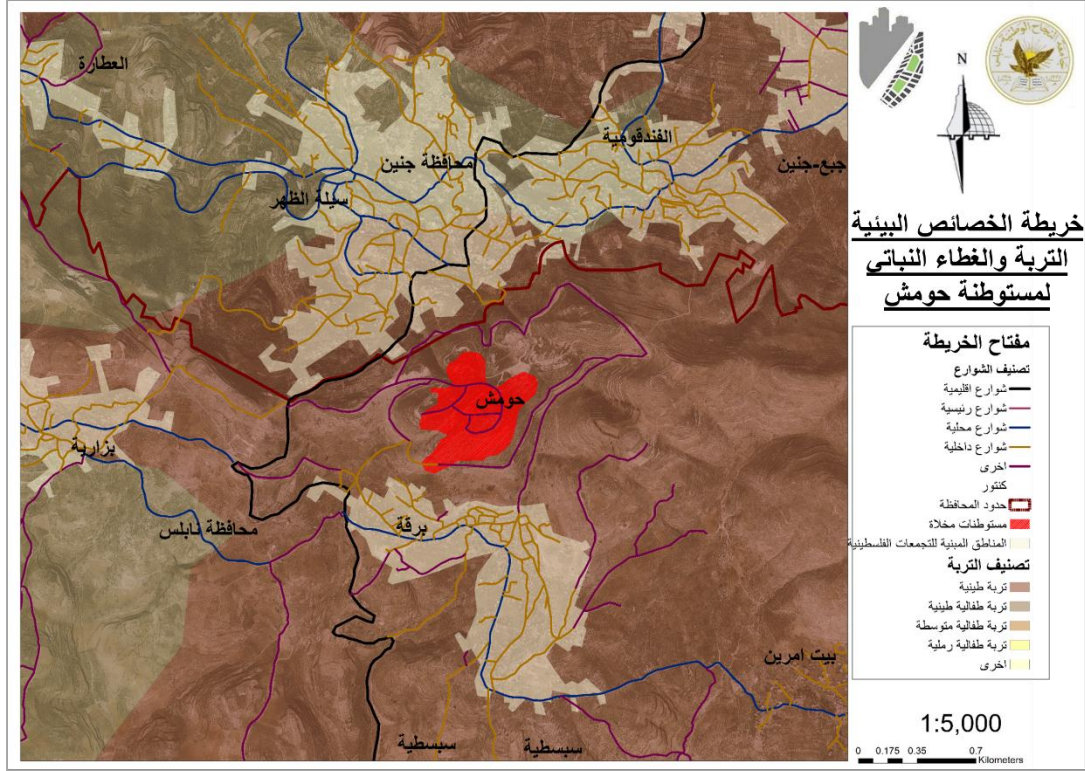 العطارة
الفندقومية
محافظة جنين
جبع-جنين
سيلة الظهر
حومش
بزارية
محافظة نابلس
برقة
بيت امرين
سبسطية
سبسطية
N
خريطة الخصائص البيئية
التربة والغطاء النباتي
لمستوطنة حومش
مفتاح الخريطة
تصنيف الشوارع
شوارع اقليمية
شوارع رئيسية
شوارع محلية
شوارع داخلية
اخرى
كنتور
حدود المحافظة
مستوطنات مخلاة
المناطق المبنية للتجمعات الفلسطينية
تصنيف التربة
تربة طينية
تربة طفالية طينية
تربة طفالية متوسطة
تربة طفالية رملية
اخرى
1:5,000
0 0.175 0.35 0.7
Kilometers